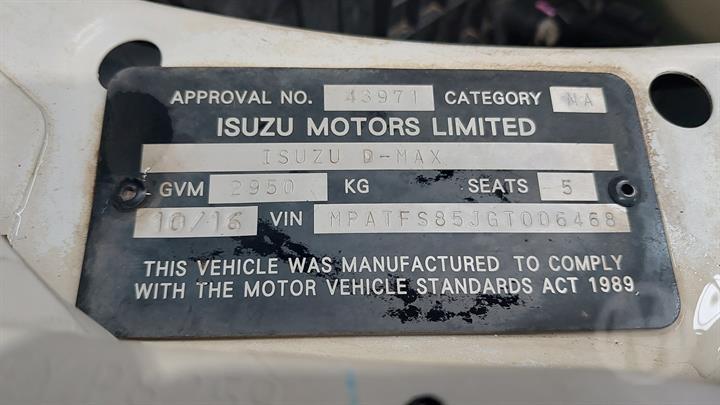 APPROVAL NO. 43971 CATEGORY NA
ISUZU MOTORS LIMITED
ISUZU D-MAX
GVM 2950 KG SEATS 5
10/16 VIN MPATFS85JGT006468
THIS VEHICLE WAS MANUFACTURED TO COMPLY
WITH THE MOTOR VEHICLE STANDARDS ACT 1989